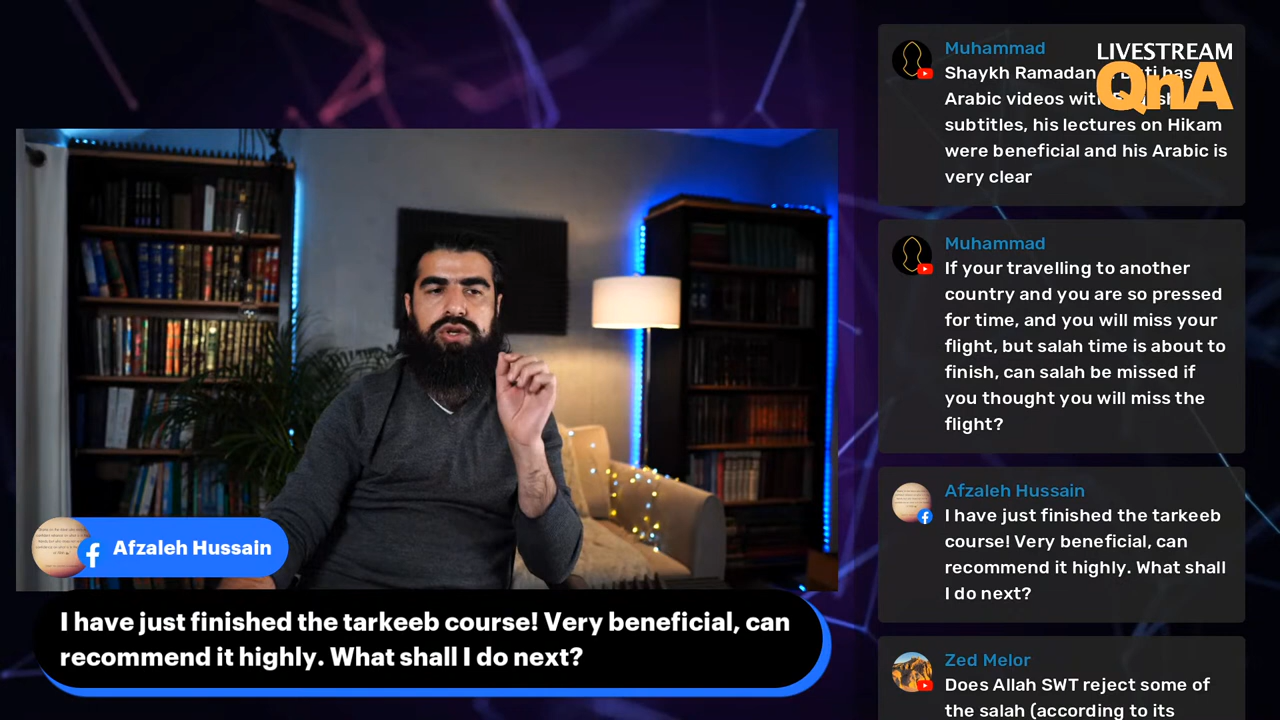 LIVESTREAM
QnA
Muhammad
Shaykh Ramadan
has
Arabic videos with
subtitles, his lectures on Hikam
were beneficial and his Arabic is
very clear
Muhammad
If your travelling to another
country and you are so pressed
for time, and you will miss your
flight, but salah time is about to
finish, can salah be missed if
you thought you will miss the
flight?
Afzaleh Hussain
I have just finished the tarkeeb
course! Very beneficial, can
recommend it highly. What shall
I do next?
Zed Melor
Does Allah SWT reject some of
the salah (according to its
Afzaleh Hussain
I have just finished the tarkeeb course! Very beneficial, can
recommend it highly. What shall I do next?